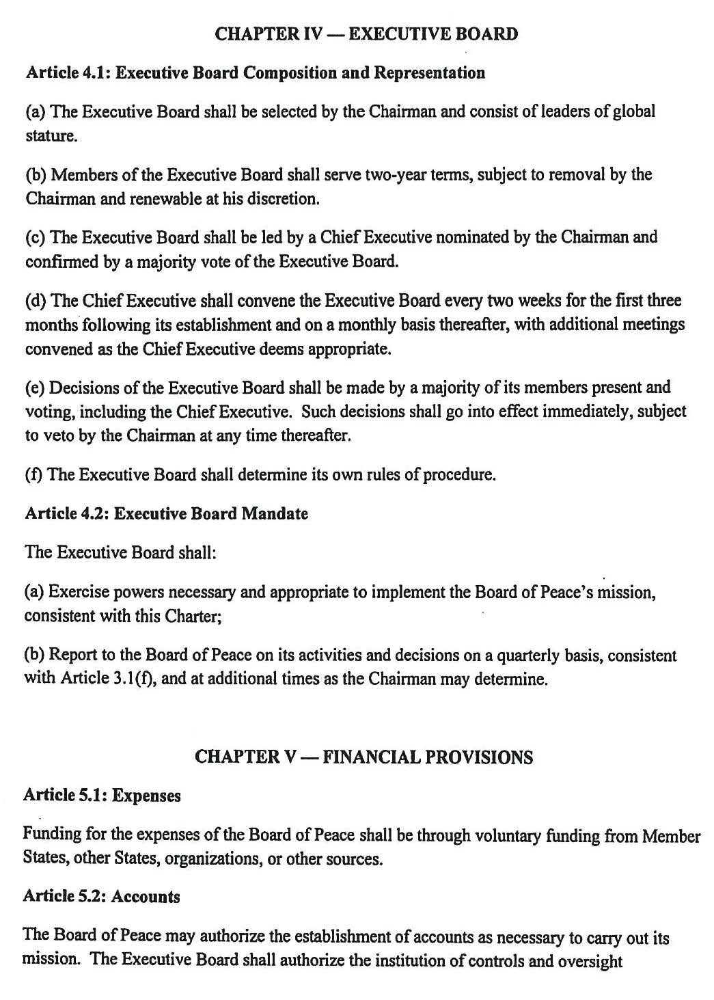 CHAPTER IV — EXECUTIVE BOARD
Article 4.1: Executive Board Composition and Representation
(a) The Executive Board shall be selected by the Chairman and consist of leaders of global
stature.
(b) Members of the Executive Board shall serve two-year terms, subject to removal by the
Chairman and renewable at his discretion.
(c) The Executive Board shall be led by a Chief Executive nominated by the Chairman and
confirmed by a majority vote of the Executive Board.
(d) The Chief Executive shall convene the Executive Board every two weeks for the first three
months following its establishment and on a monthly basis thereafter, with additional meetings
convened as the Chief Executive deems appropriate.
(e) Decisions of the Executive Board shall be made by a majority of its members present and
voting, including the Chief Executive.  Such decisions shall go into effect immediately, subject
to veto by the Chairman at any time thereafter.
(f) The Executive Board shall determine its own rules of procedure.
Article 4.2: Executive Board Mandate
The Executive Board shall:
(a) Exercise powers necessary and appropriate to implement the Board of Peace’s mission,
consistent with this Charter;
(b) Report to the Board of Peace on its activities and decisions on a quarterly basis, consistent
with Article 3.1(f), and at additional times as the Chairman may determine.
CHAPTER V — FINANCIAL PROVISIONS
Article 5.1: Expenses
Funding for the expenses of the Board of Peace shall be through voluntary funding from Member
States, other States, organizations, or other sources.
Article 5.2: Accounts
The Board of Peace may authorize the establishment of accounts as necessary to carry out its
mission.  The Executive Board shall authorize the institution of controls and oversight